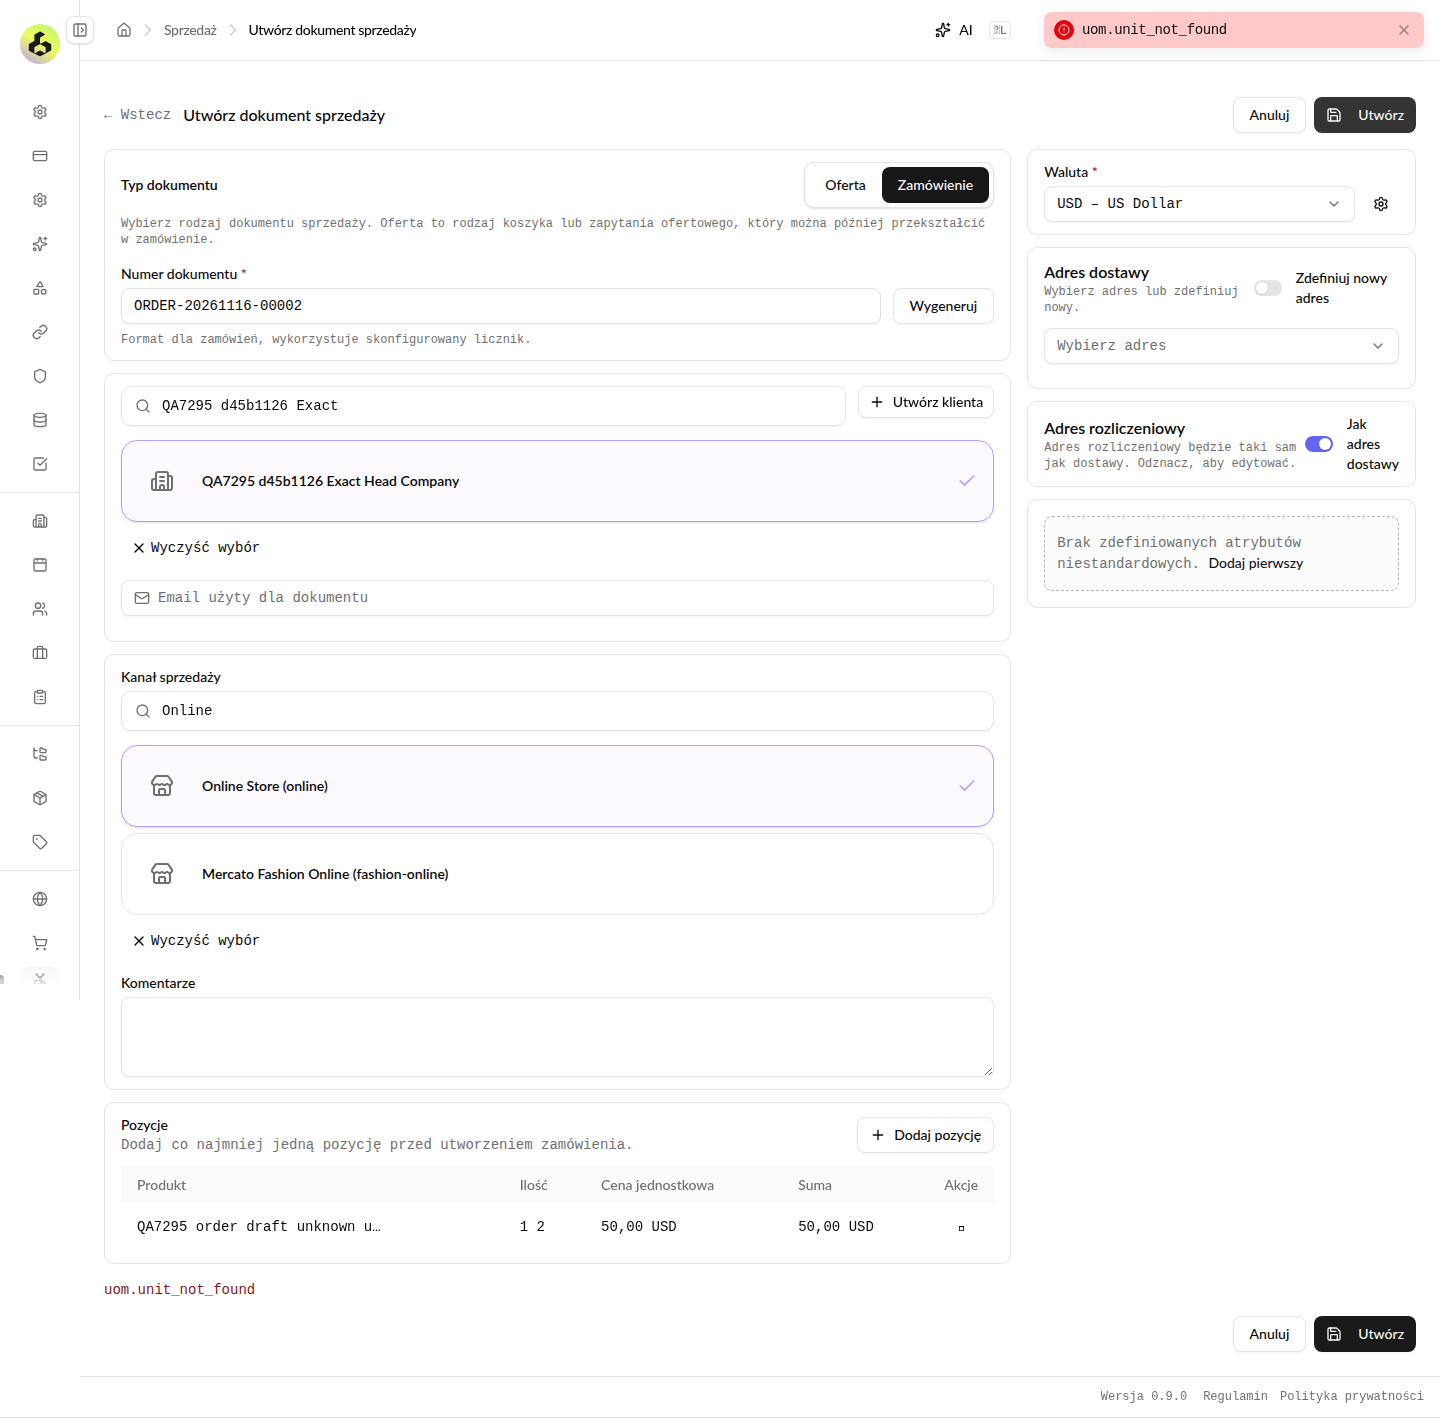 Sprzedaż
Utwórz dokument sprzedaży
AI
uom.unit_not_found
← Wstecz
Utwórz dokument sprzedaży
Anuluj
Utwórz
Typ dokumentu
Oferta
Zamówienie
Wybierz rodzaj dokumentu sprzedaży. Oferta to rodzaj koszyka lub zapytania ofertowego, który można później przekształcić
w zamówienie.
Numer dokumentu *
ORDER-20261116-00002
Wygeneruj
Format dla zamówień, wykorzystuje skonfigurowany licznik.
QA7295 d45b1126 Exact
Utwórz klienta
QA7295 d45b1126 Exact Head Company
Wyczyść wybór
Email użyty dla dokumentu
Kanał sprzedaży
Online
Online Store (online)
Mercato Fashion Online (fashion-online)
Wyczyść wybór
Komentarze
Pozycje
Dodaj co najmniej jedną pozycję przed utworzeniem zamówienia.
Dodaj pozycję
Produkt
Ilość
Cena jednostkowa
Suma
Akcje
QA7295 order draft unknown u…
1 2
50,00 USD
50,00 USD
uom.unit_not_found
Waluta *
USD – US Dollar
Adres dostawy
Wybierz adres lub zdefiniuj
nowy.
Zdefiniuj nowy
adres
Wybierz adres
Adres rozliczeniowy
Adres rozliczeniowy będzie taki sam
jak dostawy. Odznacz, aby edytować.
Jak
adres
dostawy
Brak zdefiniowanych atrybutów
niestandardowych. Dodaj pierwszy
Anuluj
Utwórz
Wersja 0.9.0
Regulamin
Polityka prywatności